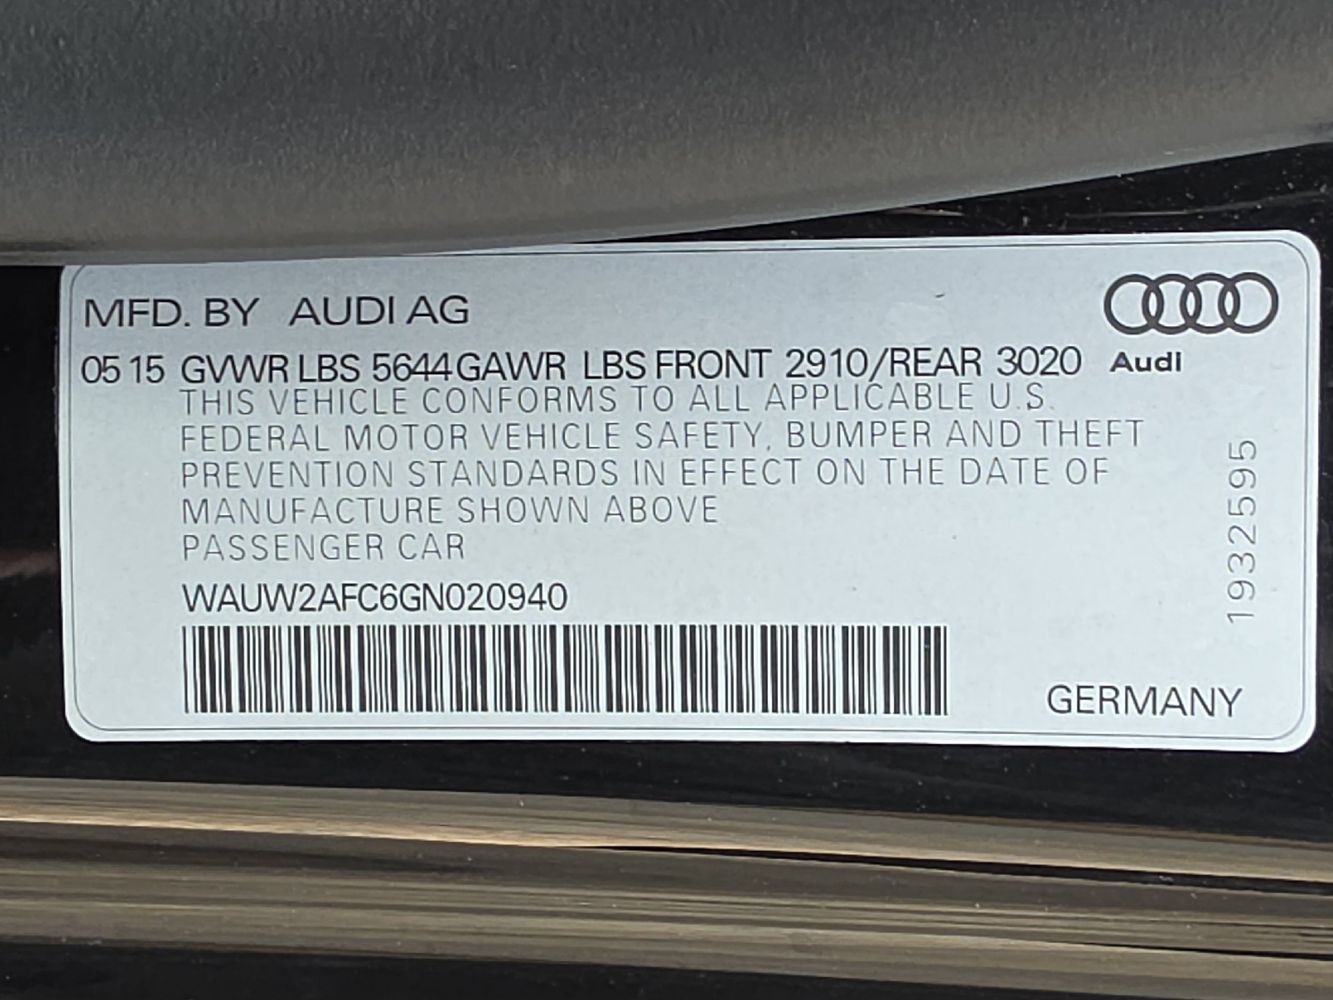 MFD. BY AUDI AG
05 15 GVWR LBS 5644 GAWR LBS FRONT 2910/REAR 3020
Audi
THIS VEHICLE CONFORMS TO ALL APPLICABLE U.S.
FEDERAL MOTOR VEHICLE SAFETY, BUMPER AND THEFT
PREVENTION STANDARDS IN EFFECT ON THE DATE OF
MANUFACTURE SHOWN ABOVE
PASSENGER CAR
WAUW2AFC6GN020940
1932595
GERMANY